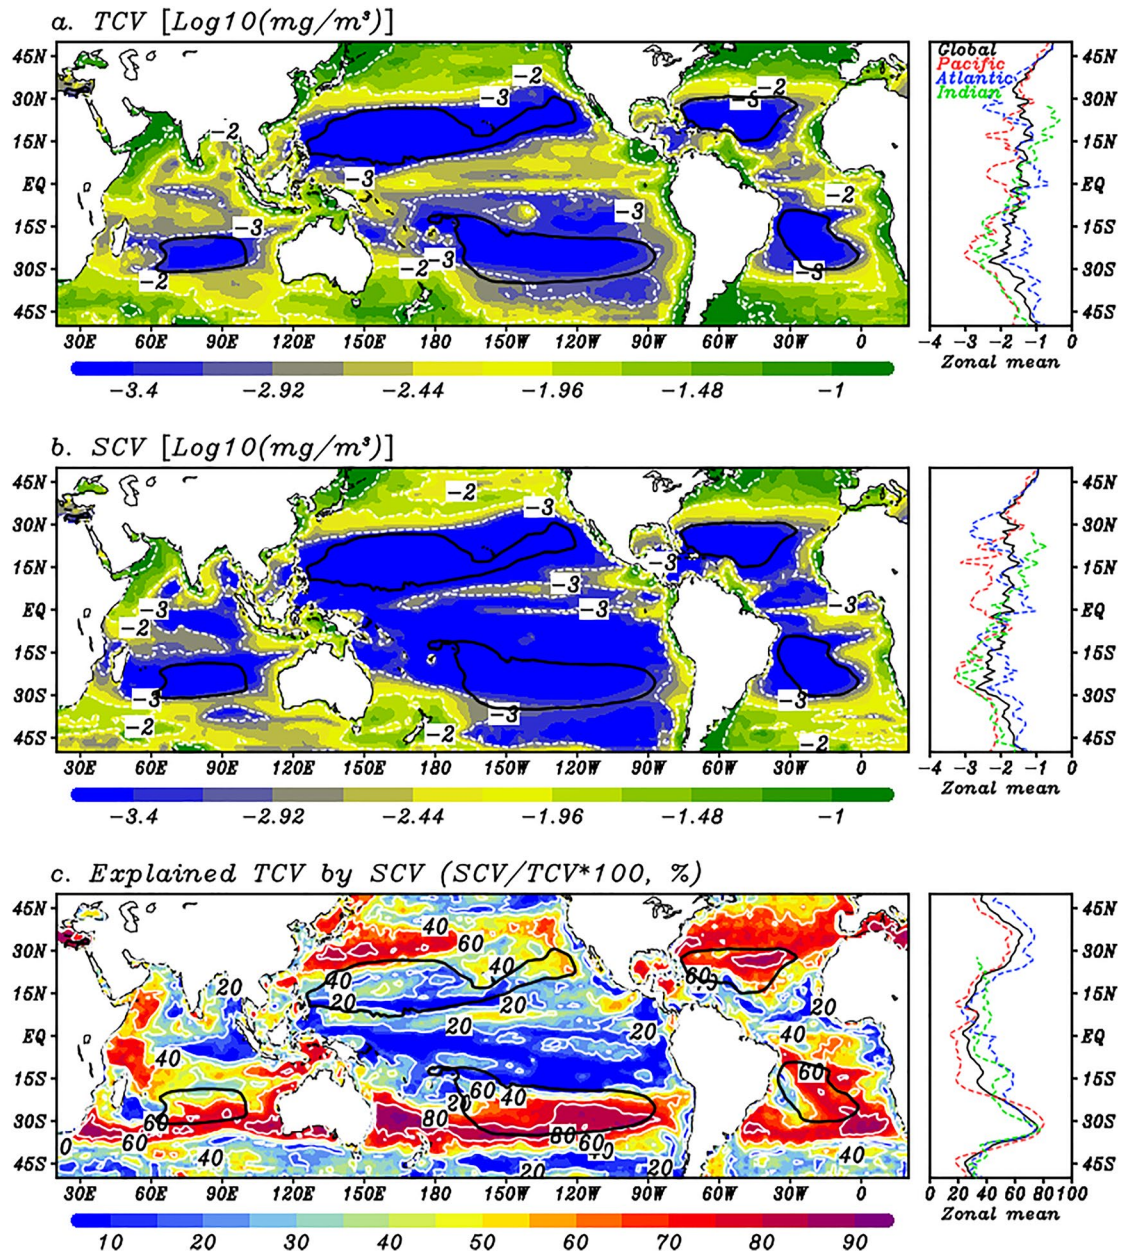 a. TCV [Log10(mg/m³)]
45N
30N
15N
EQ
15S
30S
45S
-2
-3
-3
-2
-2
-3
-2
-3
-3
-2
-2
-3
-3
30E 60E 90E 120E 150E 180 150W 120W 90W 60W 30W 0
-3.4 -2.92 -2.44 -1.96 -1.48 -1
Global
Pacific
Atlantic
Indian
45N
30N
15N
EQ
15S
30S
45S
-4 -3 -2 -1 0
Zonal mean
b. SCV [Log10(mg/m³)]
45N
30N
15N
EQ
15S
30S
45S
-2
-3
-3
-3
-3
-3
-3
-2
-3
-3
-3
-2
-2
-2
30E 60E 90E 120E 150E 180 150W 120W 90W 60W 30W 0
-3.4 -2.92 -2.44 -1.96 -1.48 -1
45N
30N
15N
EQ
15S
30S
45S
-4 -3 -2 -1 0
Zonal mean
c. Explained TCV by SCV (SCV/TCV*100, %)
45N
30N
15N
EQ
15S
30S
45S
40
60
40
60
40
20
20
20
20
20
20
20
40
40
60
60
40
20
60
80
80
60
60
0
40
20
20
30E 60E 90E 120E 150E 180 150W 120W 90W 60W 30W 0
10 20 30 40 50 60 70 80 90
45N
30N
15N
EQ
15S
30S
45S
0 20 40 60 80 100
Zonal mean